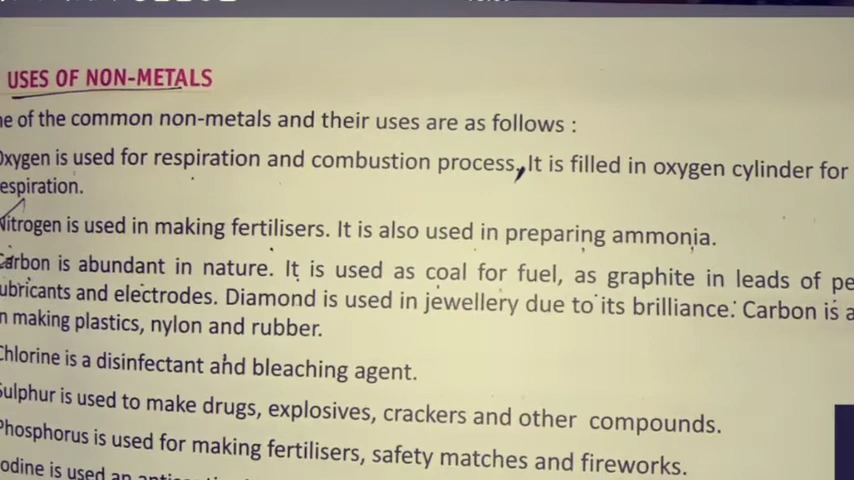 USES OF NON-METALS
of the common non-metals and their uses are as follows :
Oxygen is used for respiration and combustion process, It is filled in oxygen cylinder for
respiration.
Nitrogen is used in making fertilisers. It is also used in preparing ammonia.
Carbon is abundant in nature. It is used as coal for fuel, as graphite in leads of
lubricants and electrodes. Diamond is used in jewellery due to its brilliance. Carbon is
in making plastics, nylon and rubber.
Chlorine is a disinfectant and bleaching agent.
Sulphur is used to make drugs, explosives, crackers and other compounds.
Phosphorus is used for making fertilisers, safety matches and fireworks.
Iodine is used an